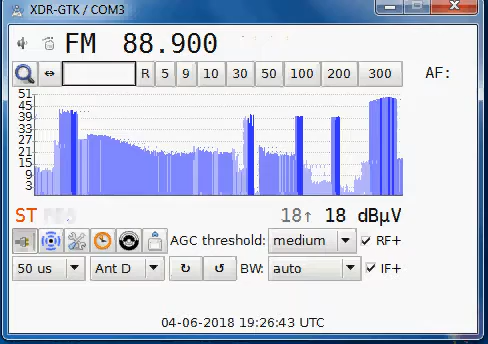 XDR-GTK / COM3
FM 88.900
R 5 9 10 30 50 100 200 300 AF:
51
45
39
33
27
21
15
9
3
ST 18↑ 18 dBµV
AGC threshold: medium RF+
50 us Ant D BW: auto IF+
04-06-2018 19:26:43 UTC